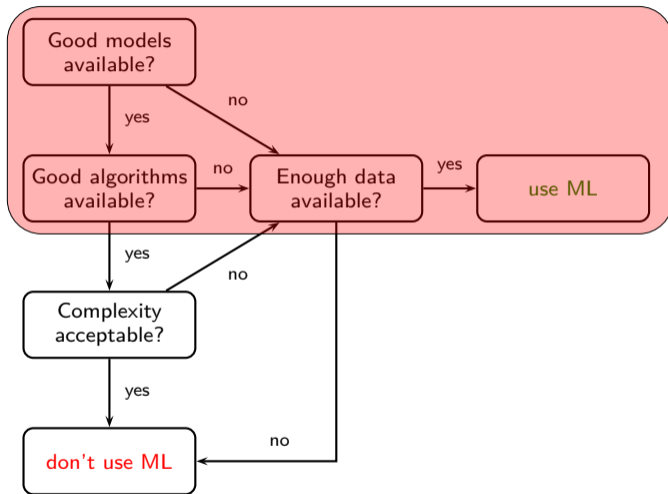 Good models
available?
no
yes
Good algorithms
available?
no
Enough data
available?
yes
use ML
yes
no
Complexity
acceptable?
yes
no
don't use ML